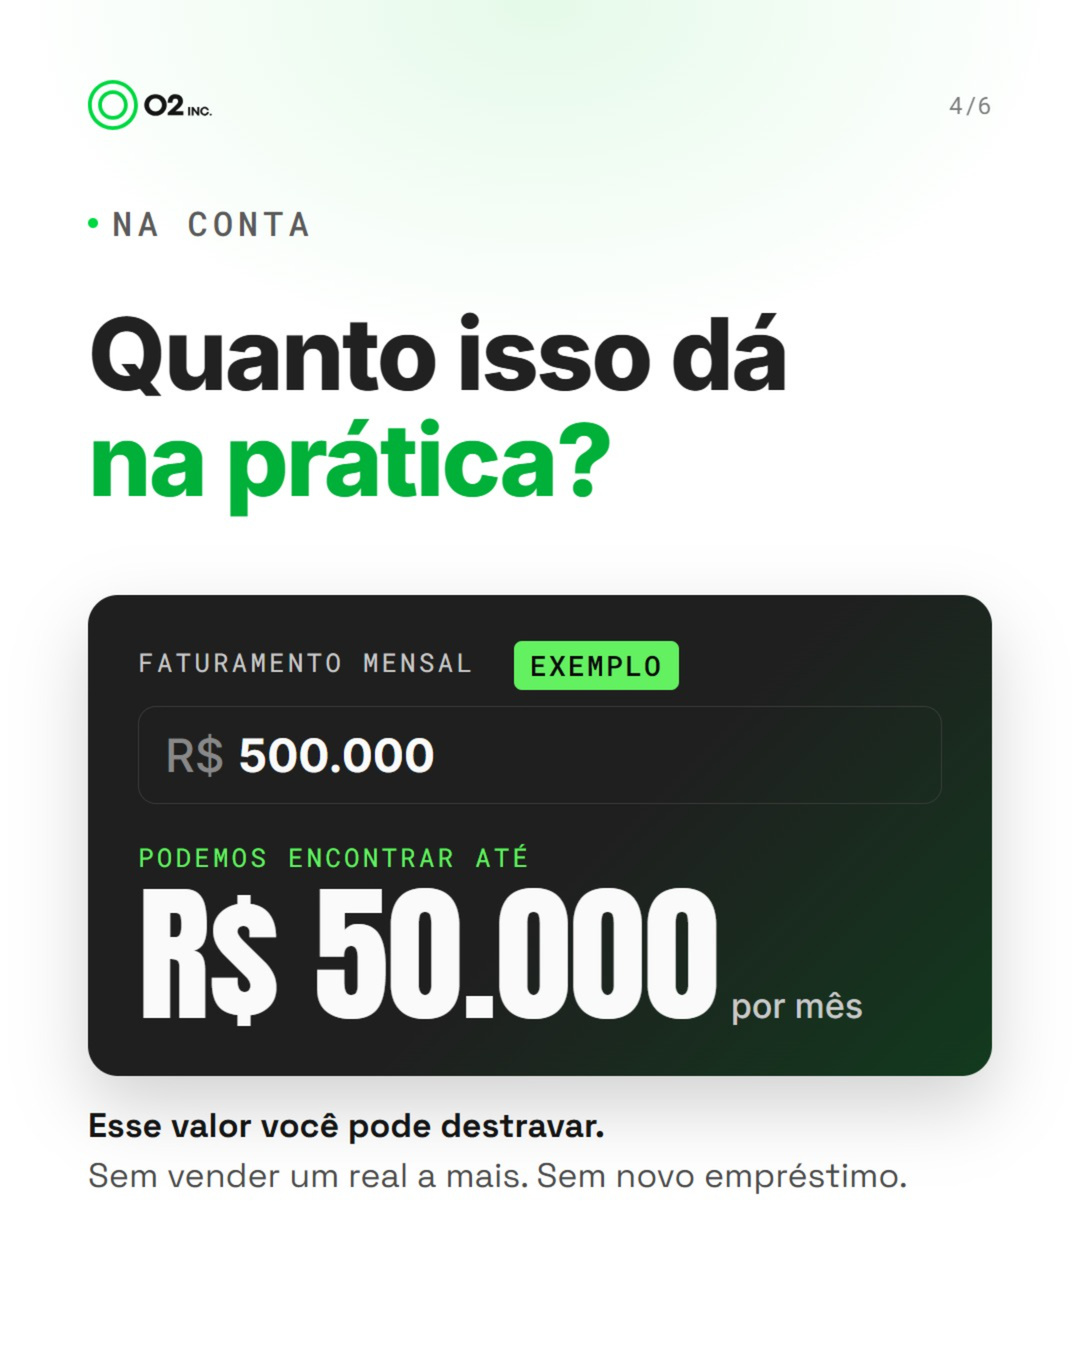 O2 INC.
4/6
NA CONTA
Quanto isso dá
na prática?
FATURAMENTO MENSAL EXEMPLO
R$ 500.000
PODEMOS ENCONTRAR ATÉ
R$ 50.000 por mês
Esse valor você pode destravar.
Sem vender um real a mais. Sem novo empréstimo.